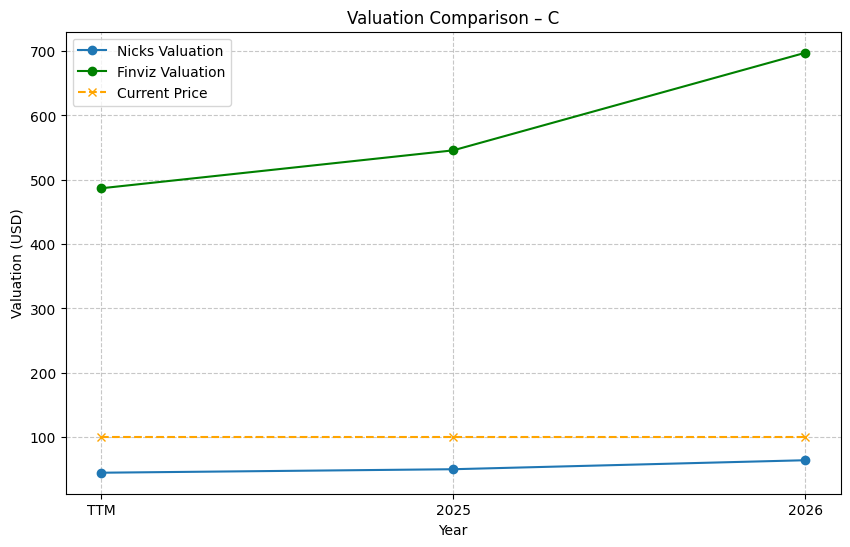 Valuation Comparison – C
Nicks Valuation
Finviz Valuation
Current Price
Valuation (USD)
700
600
500
400
300
200
100
TTM
2025
2026
Year